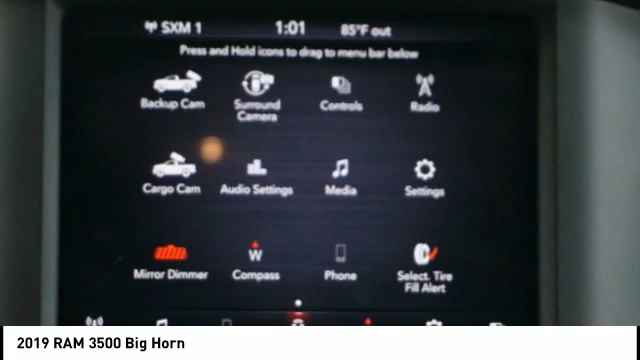 SXM 1 1:01 85°F out
Press and Hold icons to drag to menu bar below
Backup Cam Surround Camera Controls Radio
Cargo Cam Audio Settings Media Settings
W
Mirror Dimmer Compass Phone Select. Tire Fill Alert
2019 RAM 3500 Big Horn